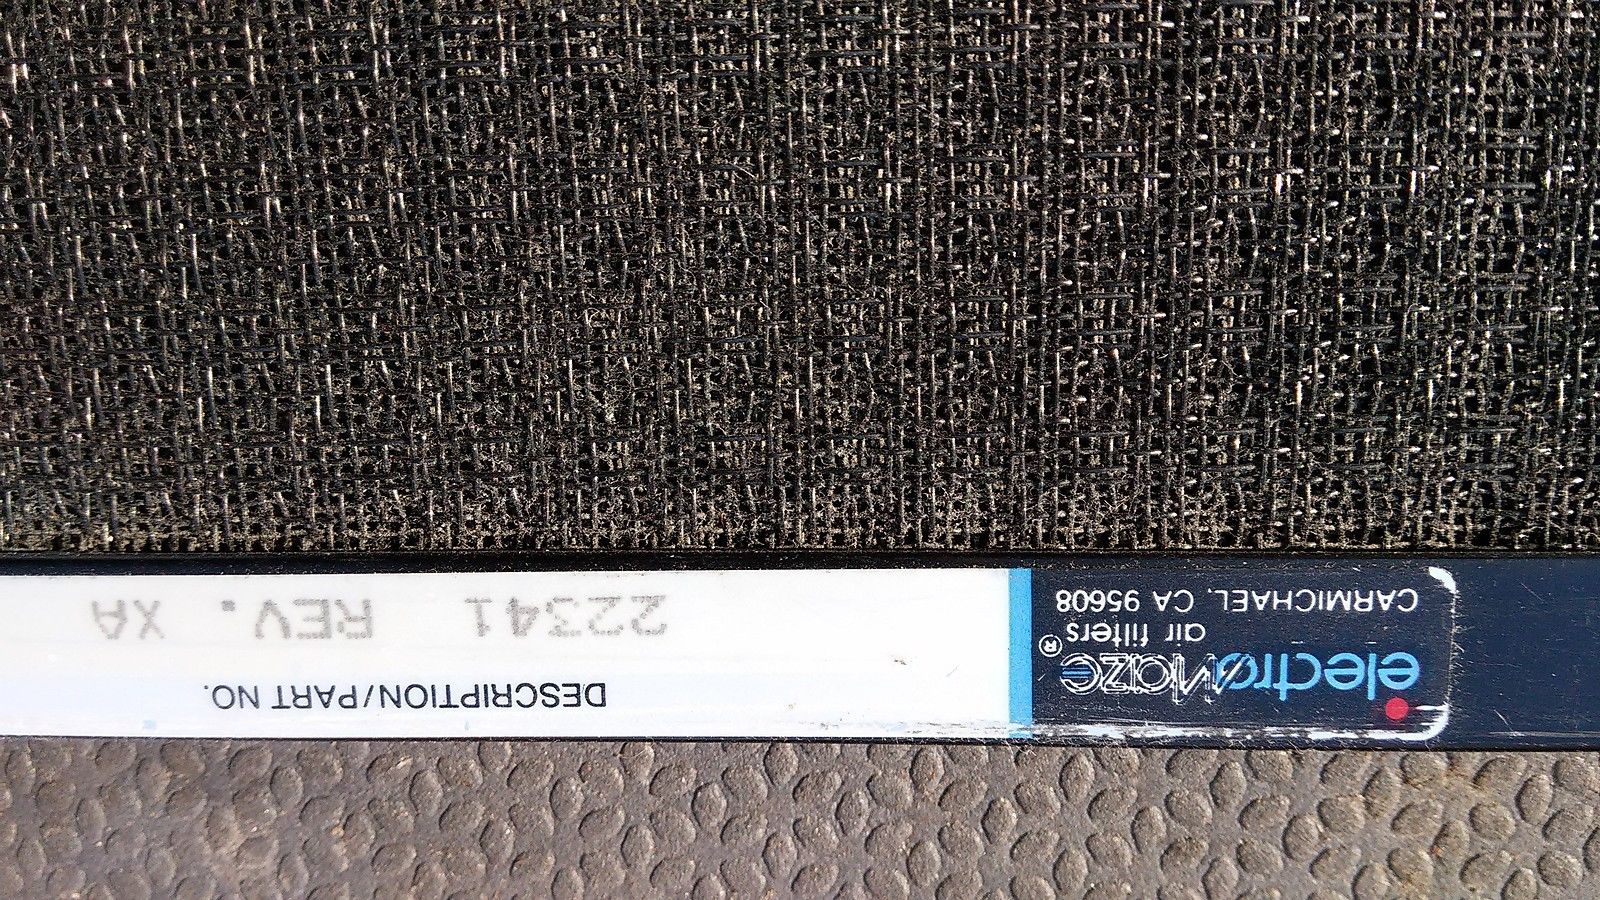 electromaze®
air filters
CARMICHAEL, CA 95608
DESCRIPTION/PART NO.
22341 REV. XA